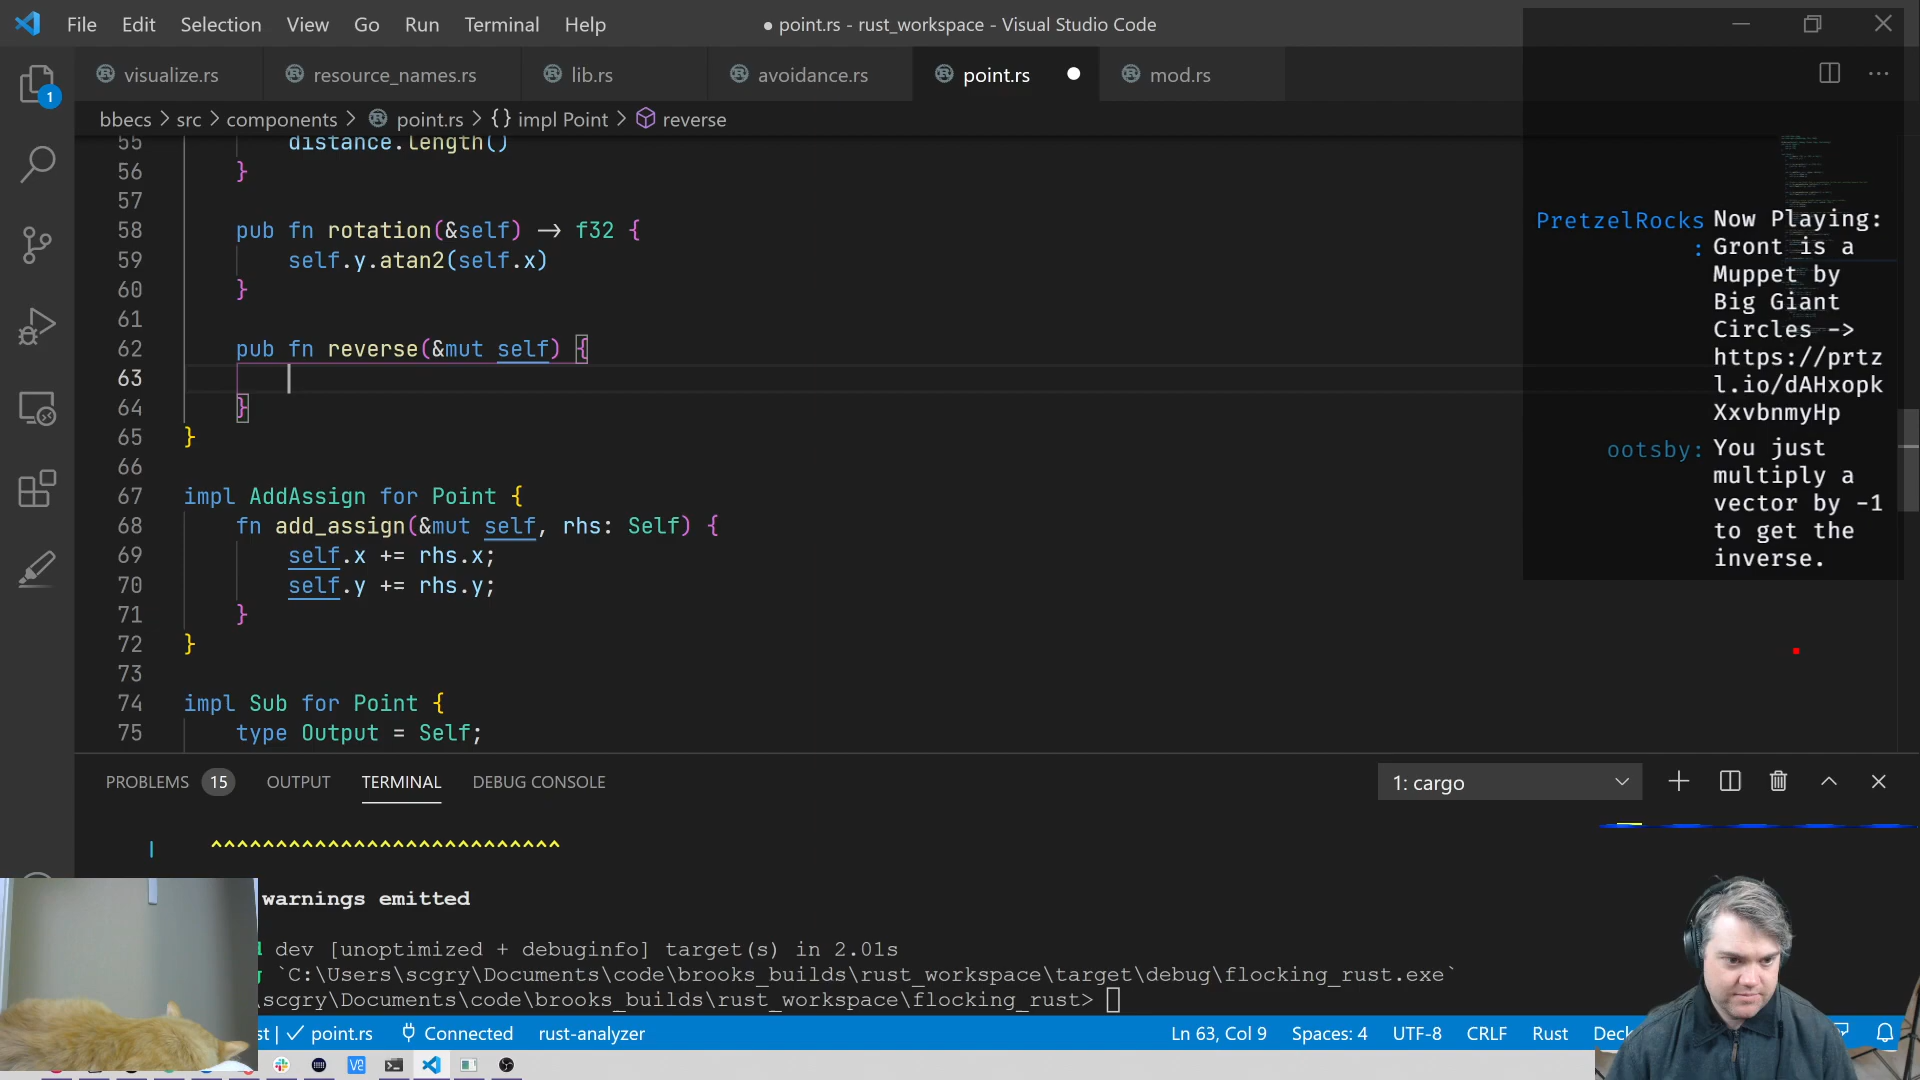 File Edit Selection View Go Run Terminal Help
● point.rs - rust_workspace - Visual Studio Code
visualize.rs resource_names.rs lib.rs avoidance.rs point.rs mod.rs
bbecs > src > components > point.rs > {} impl Point > reverse
55 distance.length()
56 }
57
58 pub fn rotation(&self) -> f32 {
59 self.y.atan2(self.x)
60 }
61
62 pub fn reverse(&mut self) {
63
64 }
65 }
66
67 impl AddAssign for Point {
68 fn add_assign(&mut self, rhs: Self) {
69 self.x += rhs.x;
70 self.y += rhs.y;
71 }
72 }
73
74 impl Sub for Point {
75 type Output = Self;
1
PretzelRocks: Now Playing:
Gront is a
Muppet by
Big Giant
Circles ->
https://prtz
l.io/dAHxopk
XxvbnmyHp
ootsby: You just
multiply a
vector by -1
to get the
inverse.
PROBLEMS 15 OUTPUT TERMINAL DEBUG CONSOLE 1: cargo
| ^^^^^^^^^^^^^^^^^^^^^^^^^^^
warnings emitted
d dev [unoptimized + debuginfo] target(s) in 2.01s
g `C:\Users\scgry\Documents\code\brooks_builds\rust_workspace\target\debug\flocking_rust.exe`
\scgry\Documents\code\brooks_builds\rust_workspace\flocking_rust>
st | ✓ point.rs Connected rust-analyzer Ln 63, Col 9 Spaces: 4 UTF-8 CRLF Rust Deck